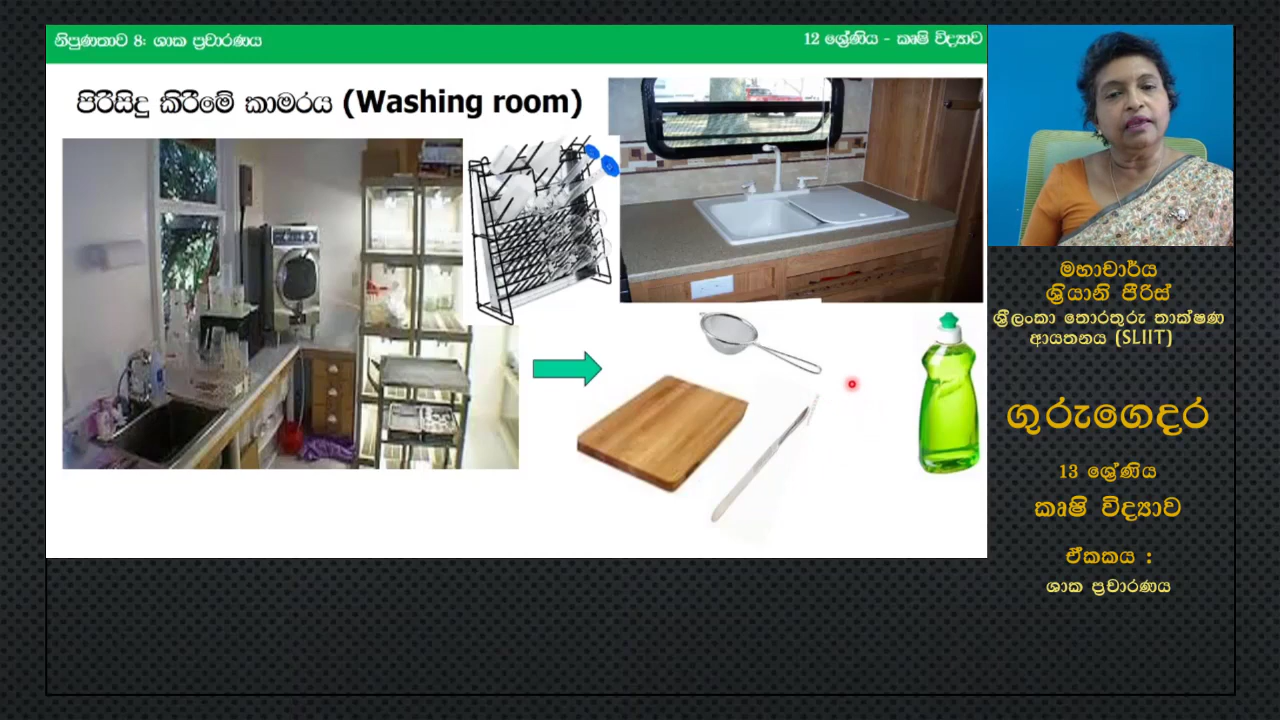 නිපුණතාව 8: ශාක ප්‍රචාරණය
12 ශ්‍රේණිය - කෘෂි විද්‍යාව
පිරිසිදු කිරීමේ කාමරය (Washing room)
මහාචාර්ය
ශ්‍රියානි පීරිස්
ශ්‍රී ලංකා තොරතුරු තාක්ෂණ
ආයතනය (SLIIT)
ගුරුගෙදර
13 ශ්‍රේණිය
කෘෂි විද්‍යාව
ඒකකය :
ශාක ප්‍රචාරණය